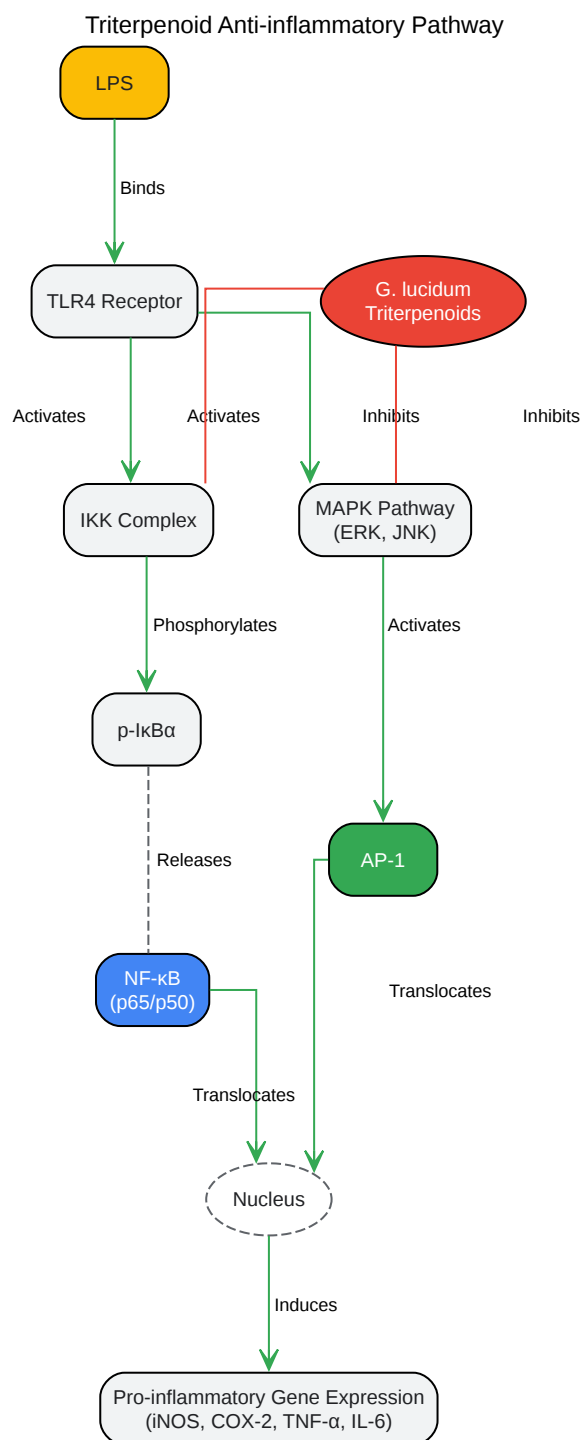 Triterpenoid Anti-inflammatory Pathway
LPS
Binds
TLR4 Receptor
G. lucidum
Triterpenoids
Activates
Activates
Inhibits
Inhibits
IKK Complex
MAPK Pathway
(ERK, JNK)
Phosphorylates
Activates
p-IκBα
Releases
AP-1
NF-κB
(p65/p50)
Translocates
Translocates
Nucleus
Induces
Pro-inflammatory Gene Expression
(iNOS, COX-2, TNF-α, IL-6)